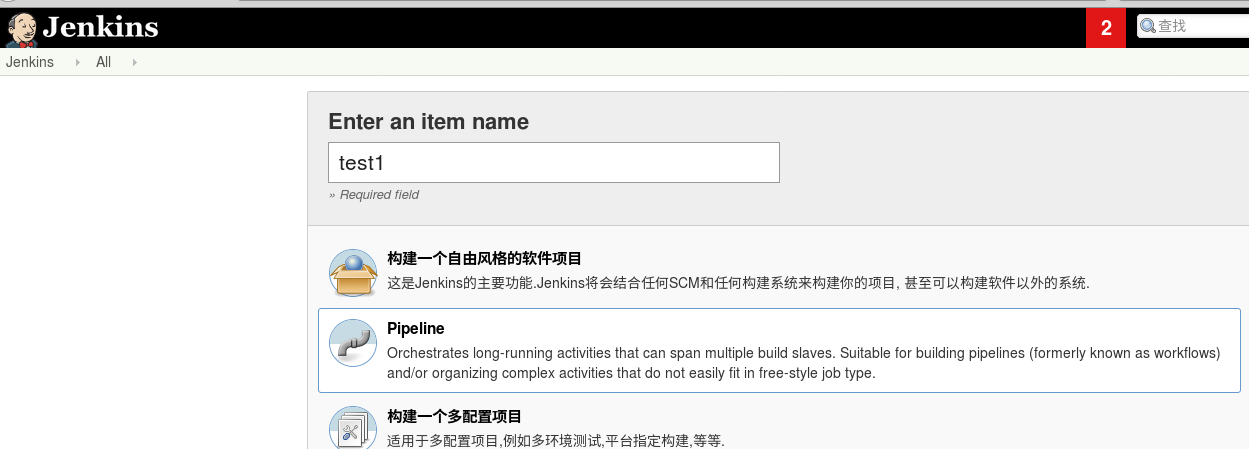 Jenkins
2
查找
Jenkins
All
Enter an item name
test1
» Required field
构建一个自由风格的软件项目
这是Jenkins的主要功能.Jenkins将会结合任何SCM和任何构建系统来构建你的项目, 甚至可以构建软件以外的系统.
Pipeline
Orchestrates long-running activities that can span multiple build slaves. Suitable for building pipelines (formerly known as workflows)
and/or organizing complex activities that do not easily fit in free-style job type.
构建一个多配置项目
适用于多配置项目,例如多环境测试,平台指定构建,等等.